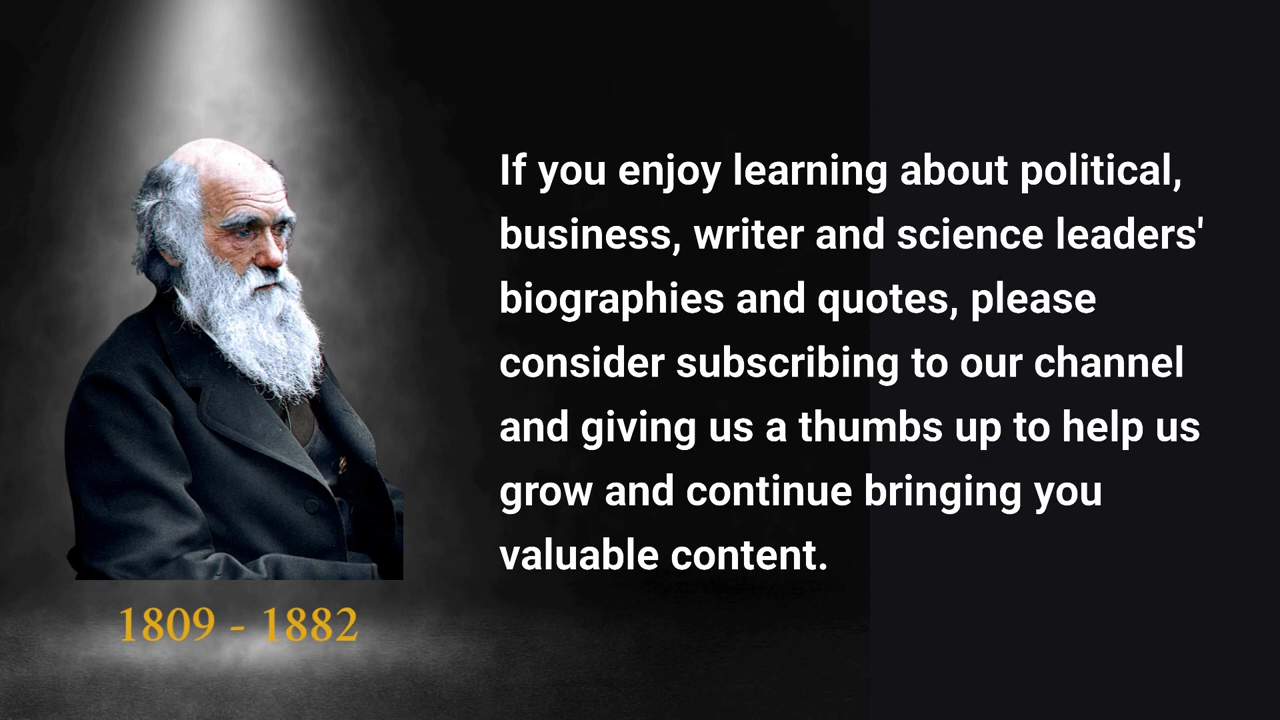 If you enjoy learning about political,
business, writer and science leaders'
biographies and quotes, please
consider subscribing to our channel
and giving us a thumbs up to help us
grow and continue bringing you
valuable content.
1809 - 1882